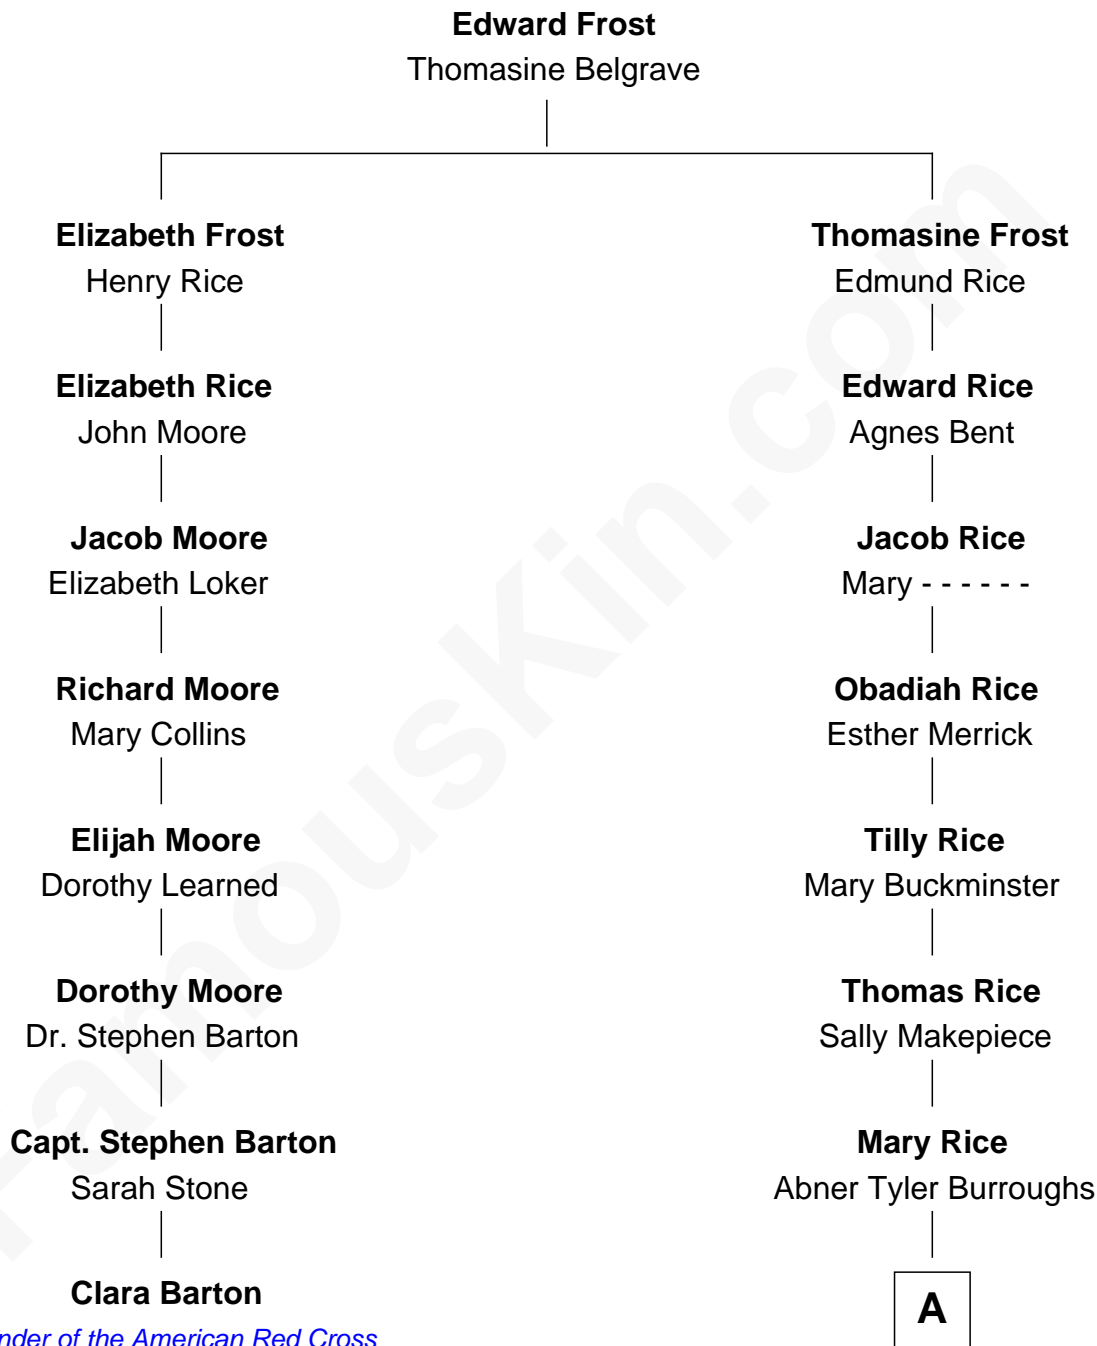 Edward Frost
Thomasine Belgrave
Elizabeth Frost
Henry Rice
Thomasine Frost
Edmund Rice
Elizabeth Rice
John Moore
Edward Rice
Agnes Bent
Jacob Moore
Elizabeth Loker
Jacob Rice
Mary - - - - - -
Richard Moore
Mary Collins
Obadiah Rice
Esther Merrick
Elijah Moore
Dorothy Learned
Tilly Rice
Mary Buckminster
Dorothy Moore
Dr. Stephen Barton
Thomas Rice
Sally Makepiece
Capt. Stephen Barton
Sarah Stone
Mary Rice
Abner Tyler Burroughs
Clara Barton
nder of the American Red Cross
A
FamousKin.com